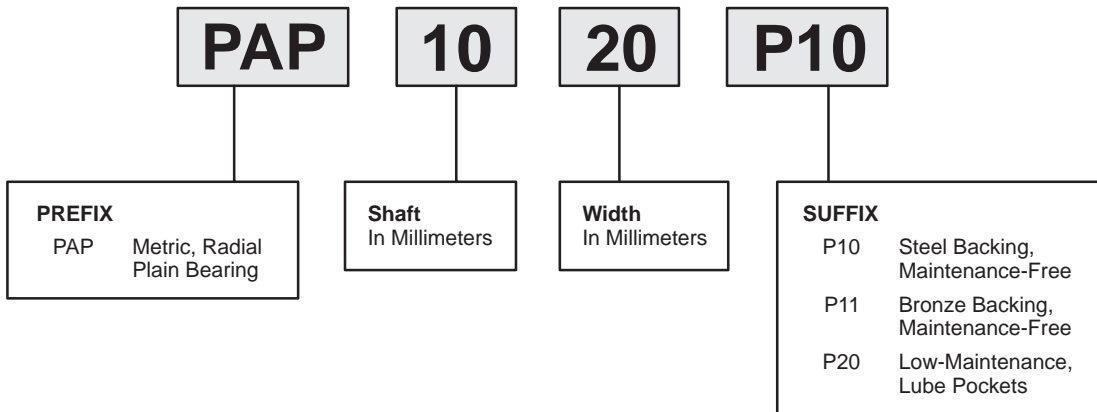 PAP 10 20 P10
PREFIX
PAP Metric, Radial
Plain Bearing
Shaft
In Millimeters
Width
In Millimeters
SUFFIX
P10 Steel Backing,
Maintenance-Free
P11 Bronze Backing,
Maintenance-Free
P20 Low-Maintenance,
Lube Pockets